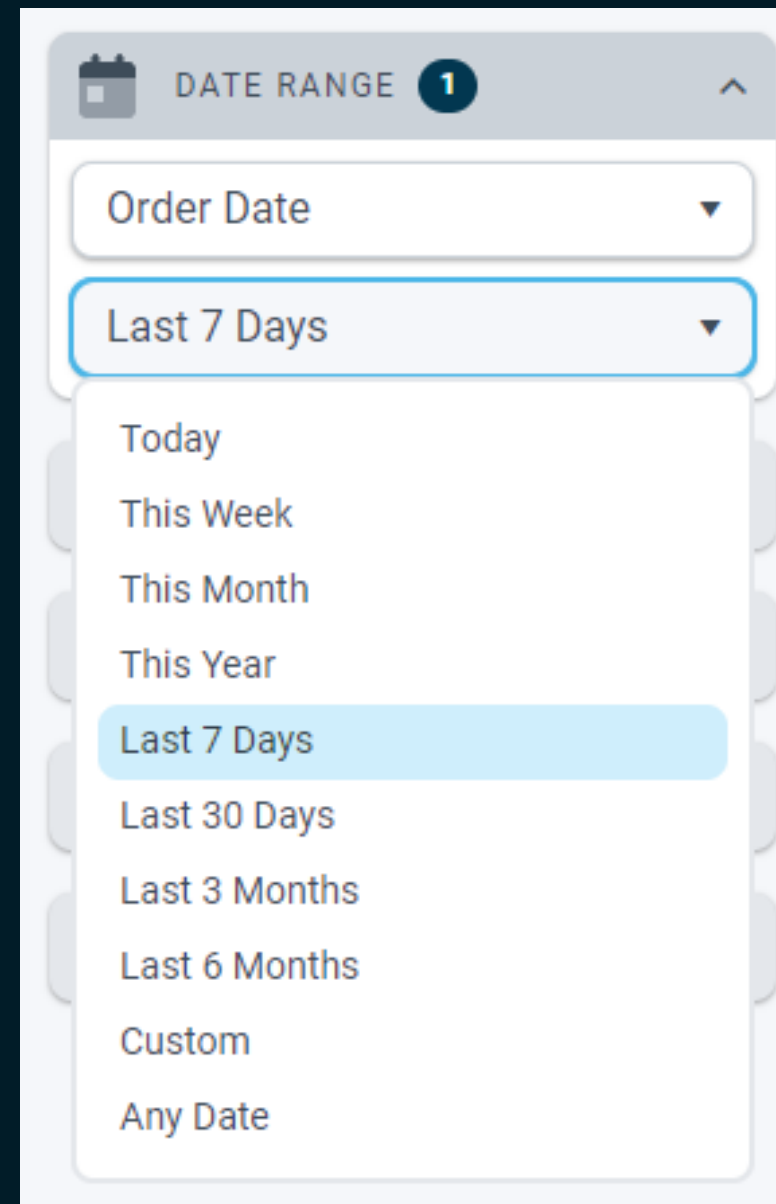 DATE RANGE 1
Order Date
Last 7 Days
Today
This Week
This Month
This Year
Last 7 Days
Last 30 Days
Last 3 Months
Last 6 Months
Custom
Any Date